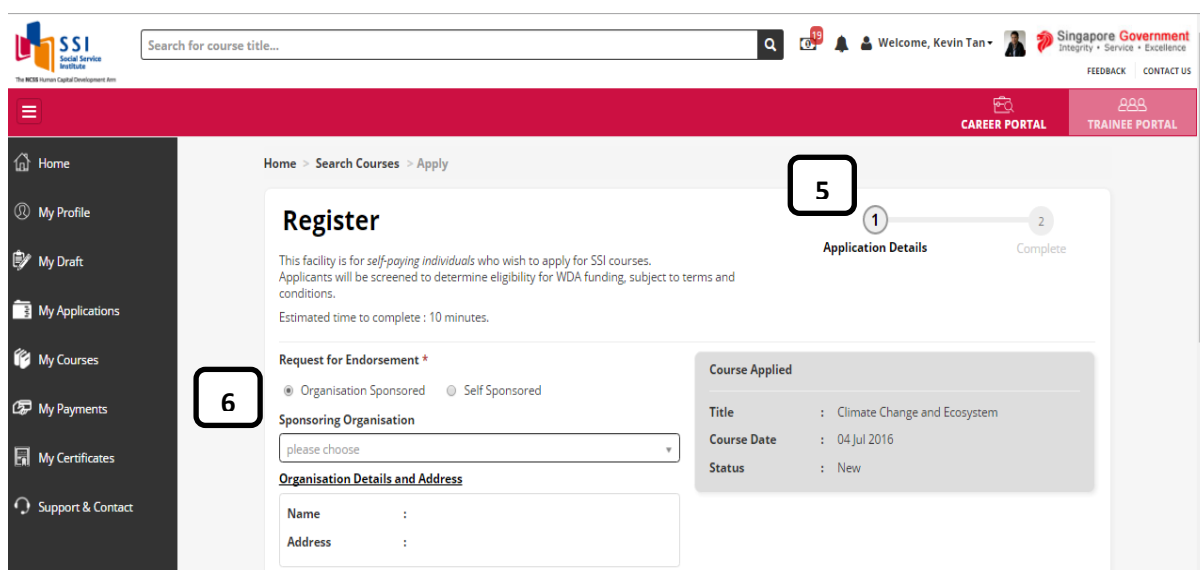 SSI
Social Service
Institute
The NCSS Human Capital Development Arm
Search for course title...
19
Welcome, Kevin Tan
Singapore Government
Integrity • Service • Excellence
FEEDBACK
CONTACT US
CAREER PORTAL
TRAINEE PORTAL
Home
My Profile
My Draft
My Applications
My Courses
My Payments
My Certificates
Support & Contact
Home > Search Courses > Apply
5
Register
1
Application Details
2
Complete
This facility is for self-paying individuals who wish to apply for SSI courses.
Applicants will be screened to determine eligibility for WDA funding, subject to terms and
conditions.
Estimated time to complete : 10 minutes.
6
Request for Endorsement *
Organisation Sponsored
Self Sponsored
Sponsoring Organisation
please choose
Organisation Details and Address
Name :
Address :
Course Applied
Title : Climate Change and Ecosystem
Course Date : 04 Jul 2016
Status : New